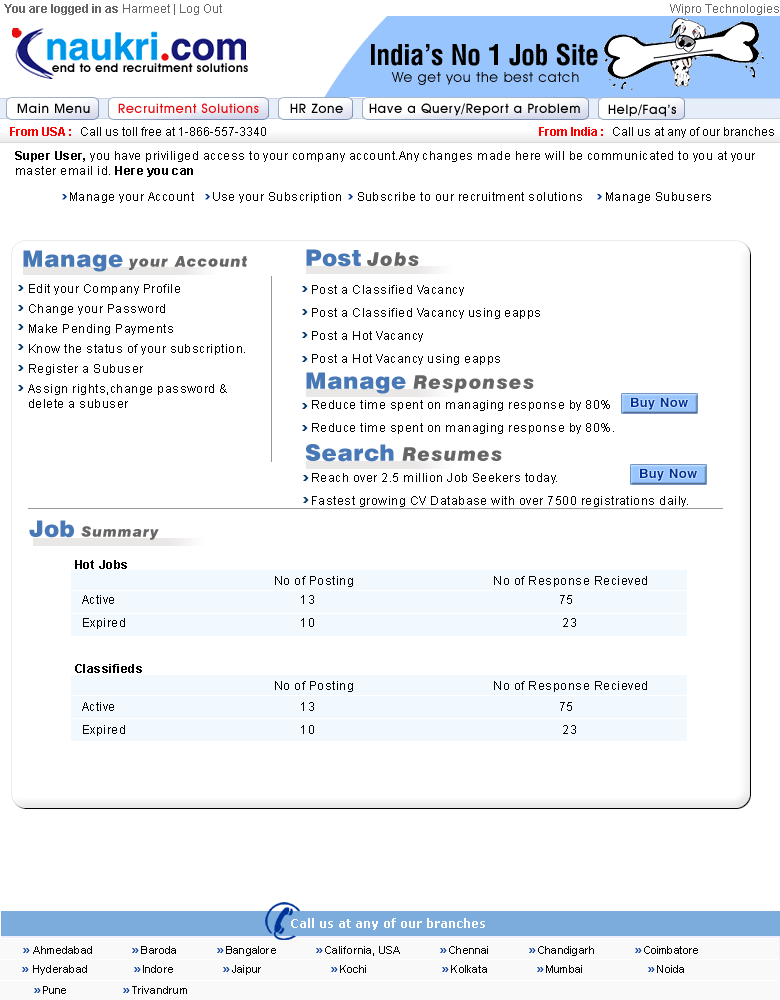 You are logged in as Harmeet | Log Out
Wipro Technologies
naukri.com
end to end recruitment solutions
India's No 1 Job Site
We get you the best catch
Main Menu
Recruitment Solutions
HR Zone
Have a Query/Report a Problem
Help/Faq's
From USA : Call us toll free at 1-866-557-3340
From India : Call us at any of our branches
Super User, you have priviliged access to your company account.Any changes made here will be communicated to you at your
master email id. Here you can
Manage your Account
Use your Subscription
Subscribe to our recruitment solutions
Manage Subusers
Manage your Account
Edit your Company Profile
Change your Password
Make Pending Payments
Know the status of your subscription.
Register a Subuser
Assign rights,change password &
delete a subuser
Post Jobs
Post a Classified Vacancy
Post a Classified Vacancy using eapps
Post a Hot Vacancy
Post a Hot Vacancy using eapps
Manage Responses
Reduce time spent on managing response by 80%
Buy Now
Reduce time spent on managing response by 80%.
Search Resumes
Reach over 2.5 million Job Seekers today.
Buy Now
Fastest growing CV Database with over 7500 registrations daily.
Job Summary
Hot Jobs
No of Posting No of Response Recieved
Active 13 75
Expired 10 23
Classifieds
No of Posting No of Response Recieved
Active 13 75
Expired 10 23
Call us at any of our branches
» Ahmedabad » Baroda » Bangalore » California, USA » Chennai » Chandigarh » Coimbatore
» Hyderabad » Indore » Jaipur » Kochi » Kolkata » Mumbai » Noida
» Pune » Trivandrum